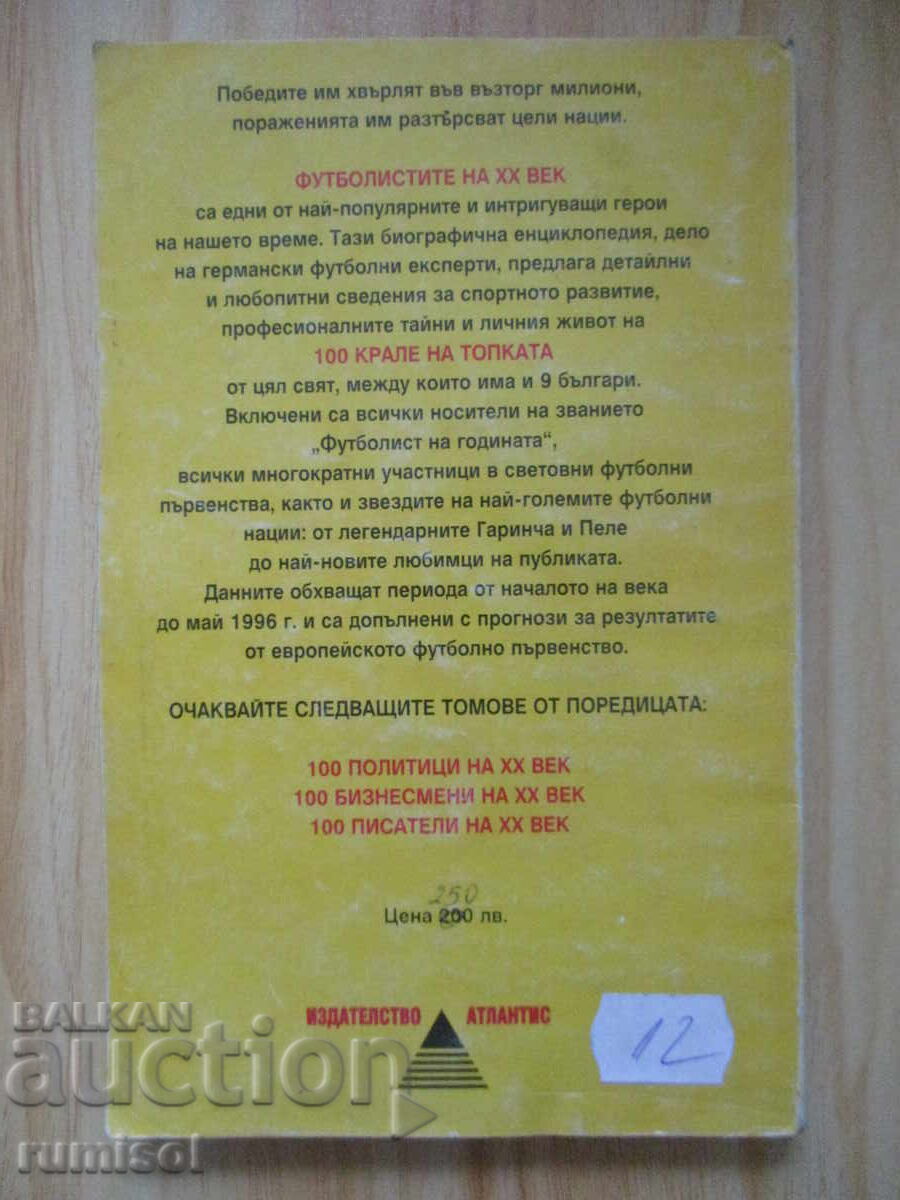 Победите им хвърлят във възторг милиони,
пораженията им разтърсват цели нации.
ФУТБОЛИСТИТЕ НА XX ВЕК
са едни от най-популярните и интригуващи герои
на нашето време. Тази биографична енциклопедия, дело
на германски футболни експерти, предлага детайлни
и любопитни сведения за спортното развитие,
професионалните тайни и личния живот на
100 КРАЛЕ НА ТОПКАТА
от цял свят, между които има и 9 българи.
Включени са всички носители на званието
„Футболист на годината“,
всички многократни участници в световни футболни
първенства, както и звездите на най-големите футболни
нации: от легендарните Гаринча и Пеле
до най-новите любимци на публиката.
Данните обхващат периода от началото на века
до май 1996 г. и са допълнени с прогнози за резултатите
от европейското футболно първенство.
ОЧАКВАЙТЕ СЛЕДВАЩИТЕ ТОМОВЕ ОТ ПОРЕДИЦАТА:
100 ПОЛИТИЦИ НА XX ВЕК
100 БИЗНЕСМЕНИ НА XX ВЕК
100 ПИСАТЕЛИ НА XX ВЕК
250
Цена 200 лв.
ИЗДАТЕЛСТВО АТЛАНТИС
12
BALKAN
auction
rumisol